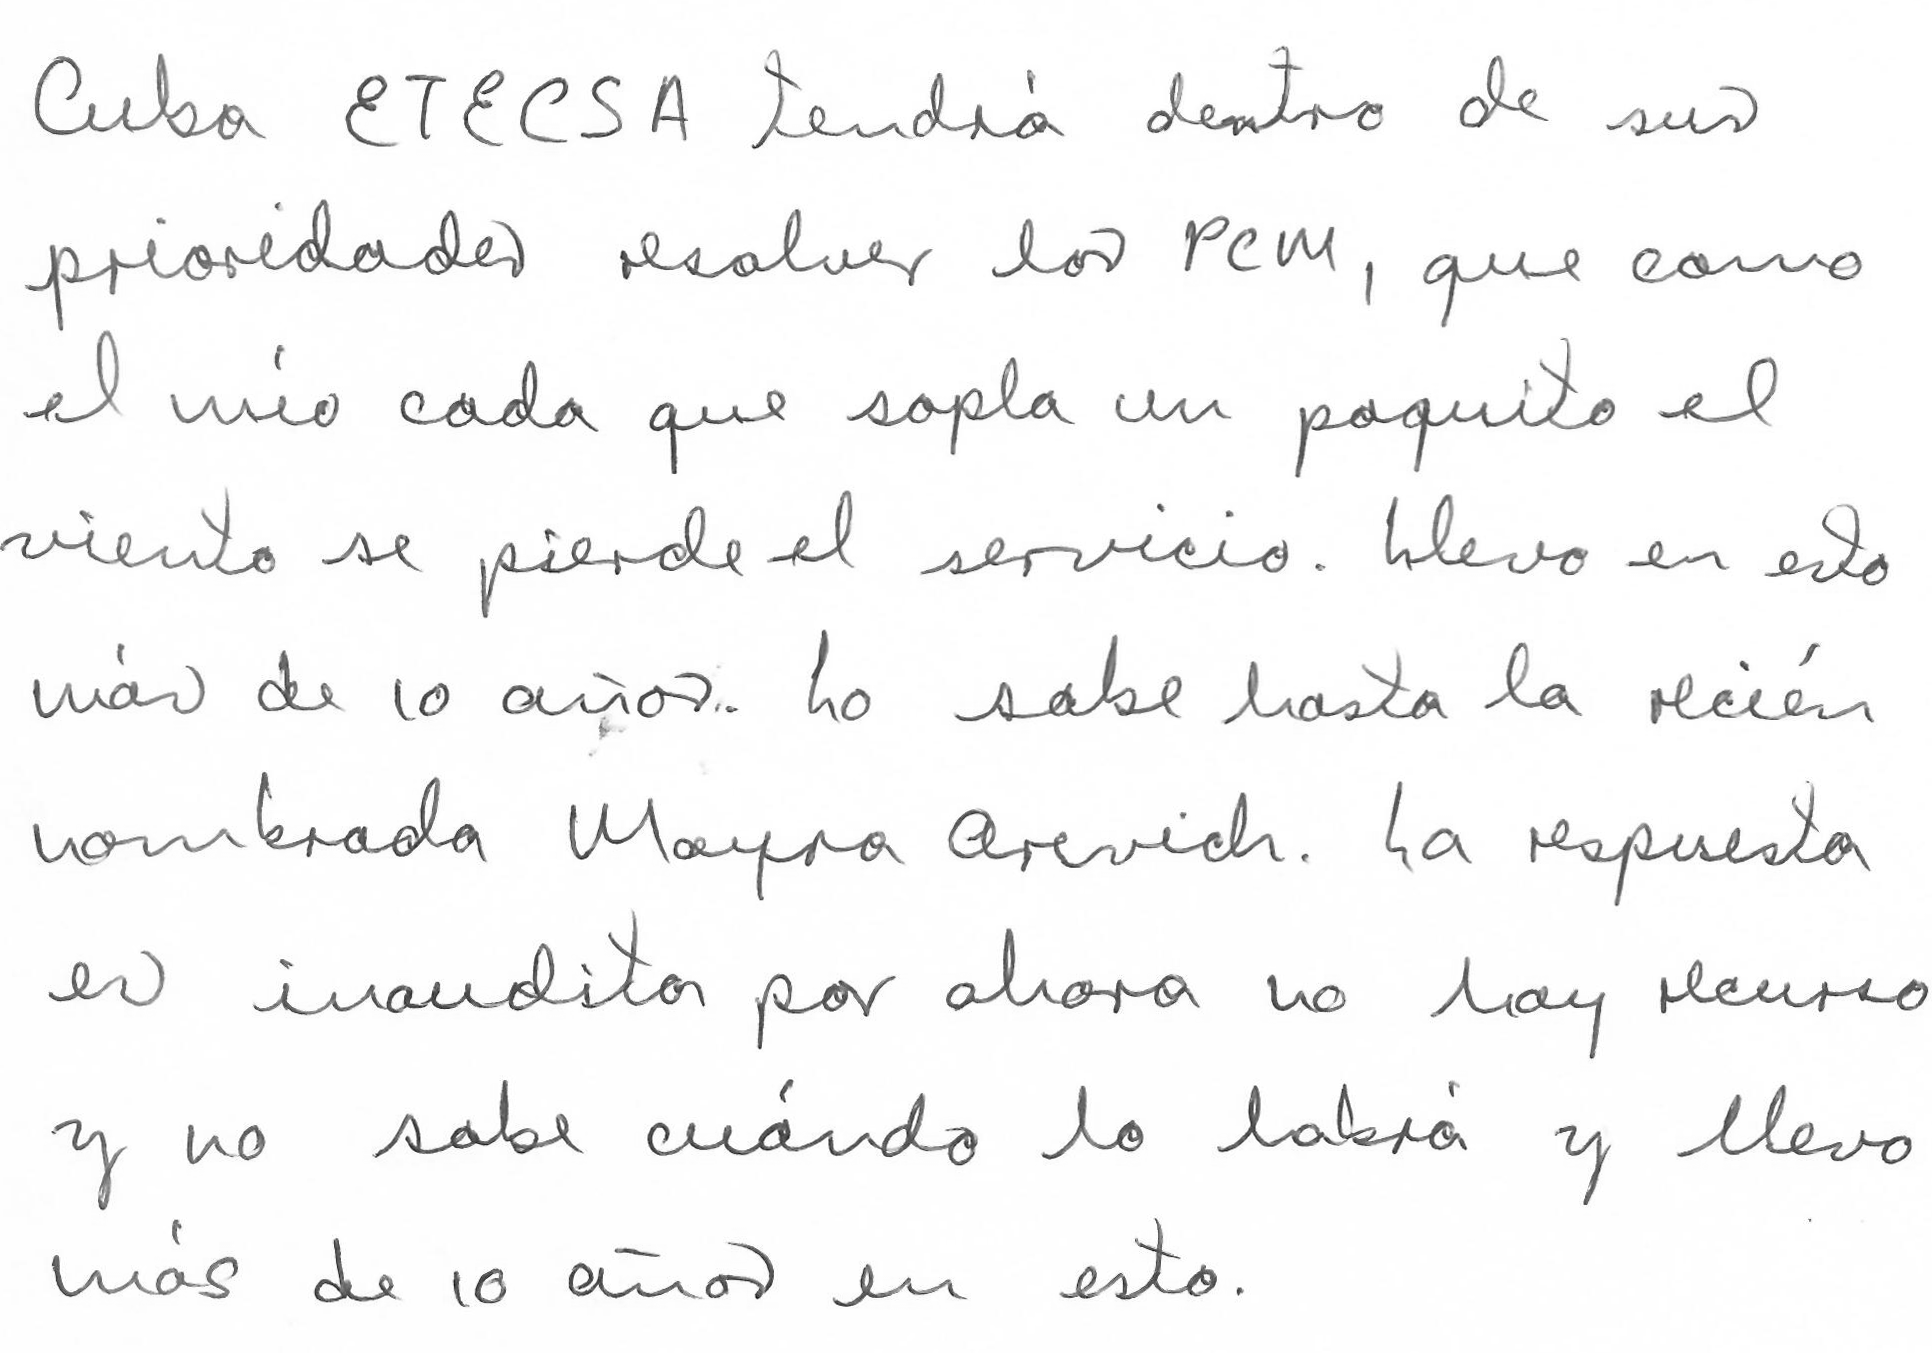 Cuba ETECSA tendrá dentro de sus
prioridades resolver los PCM, que como
el mío cada que sopla un poquito el
viento se pierde el servicio. Llevo en esto
más de 10 años. Lo sabe hasta la recién
nombrada Mayra Arevich. La respuesta
es inaudita por ahora no hay recurso
y no sabe cuándo lo habrá y llevo
más de 10 años en esto.